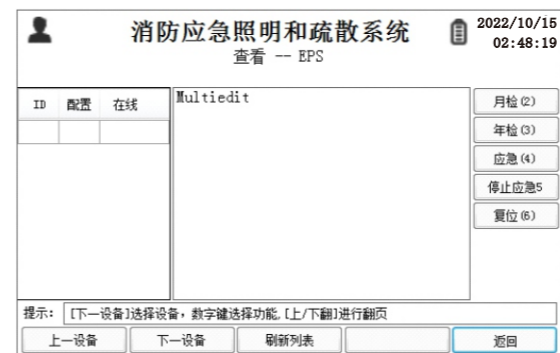 消防应急照明和疏散系统
查看 -- EPS
2022/10/15
02:48:19
ID 配置 在线
Multiedit
月检(2)
年检(3)
应急(4)
停止应急5
复位(6)
提示: [下一设备]选择设备，数字键选择功能,[上/下翻]进行翻页
上一设备 下一设备 刷新列表 返回